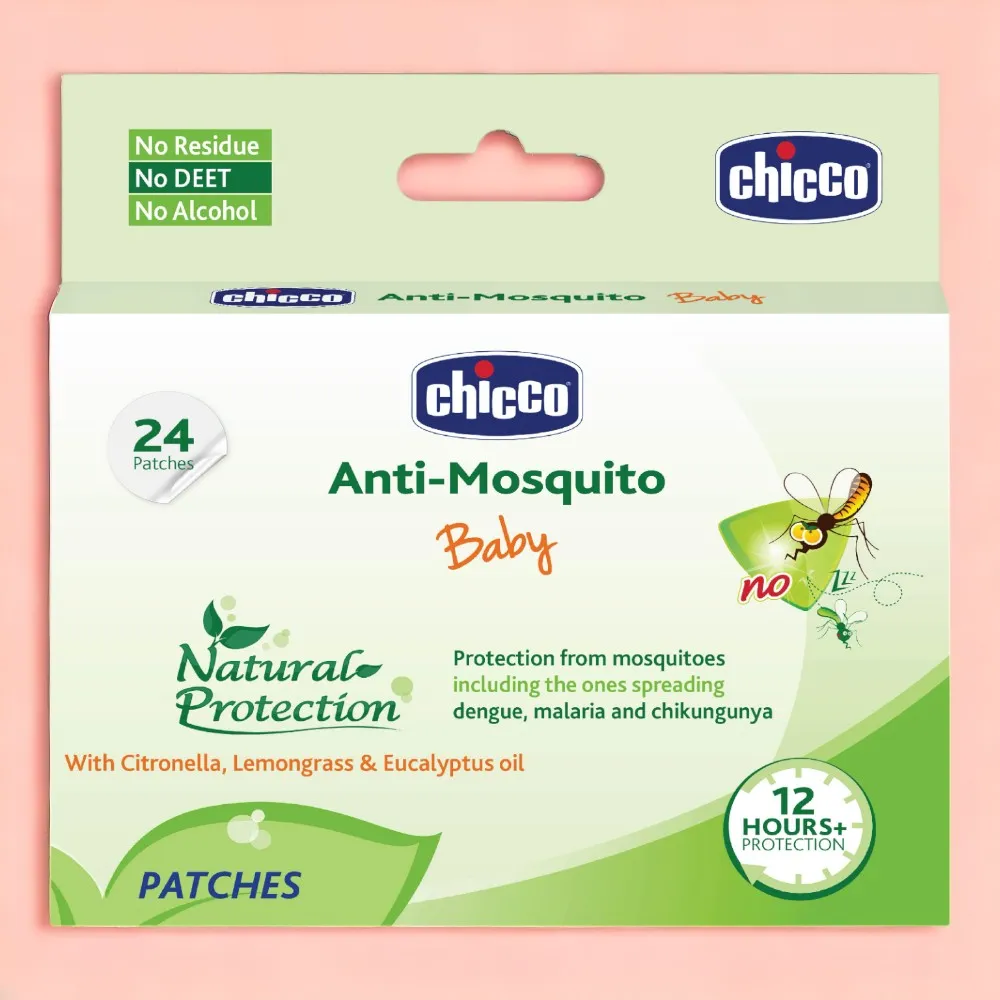 No Residue
No DEET
No Alcohol
chicco
chicco Anti-Mosquito Baby
chicco
24
Patches
Anti-Mosquito
Baby
no
zzz
Natural
Protection
Protection from mosquitoes
including the ones spreading
dengue, malaria and chikungunya
With Citronella, Lemongrass & Eucalyptus oil
12
HOURS+
PROTECTION
PATCHES